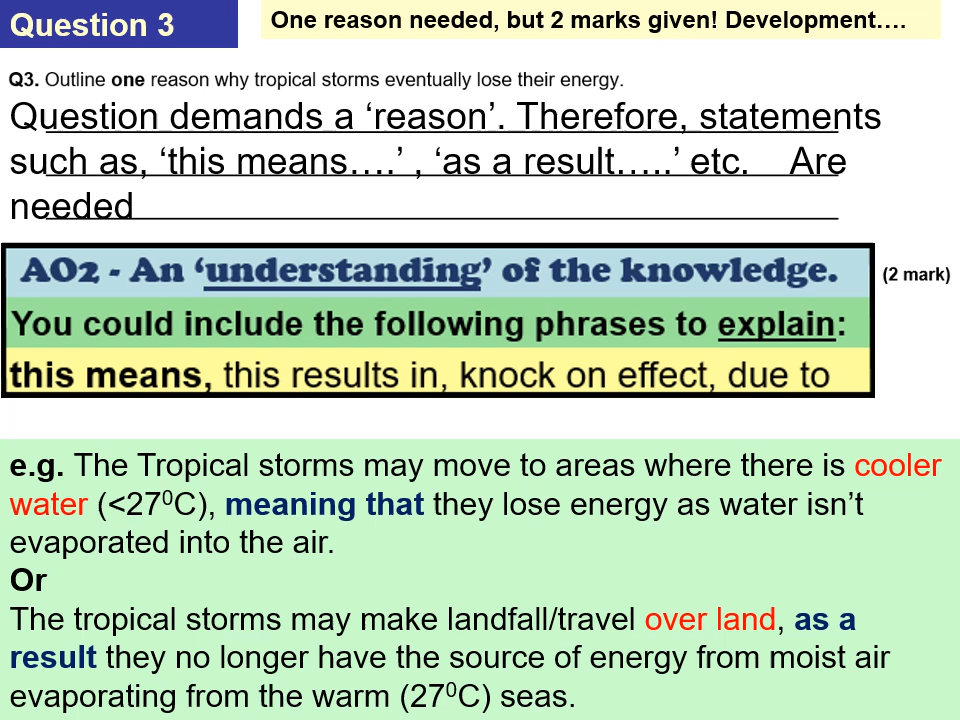 Question 3
One reason needed, but 2 marks given! Development….
Q3. Outline one reason why tropical storms eventually lose their energy.
Question demands a ‘reason’. Therefore, statements
such as, ‘this means….’ , ‘as a result…..’ etc. Are
needed
AO2 - An ‘understanding’ of the knowledge.
(2 mark)
You could include the following phrases to explain:
this means, this results in, knock on effect, due to
e.g. The Tropical storms may move to areas where there is cooler
water (<27⁰C), meaning that they lose energy as water isn’t
evaporated into the air.
Or
The tropical storms may make landfall/travel over land, as a
result they no longer have the source of energy from moist air
evaporating from the warm (27⁰C) seas.